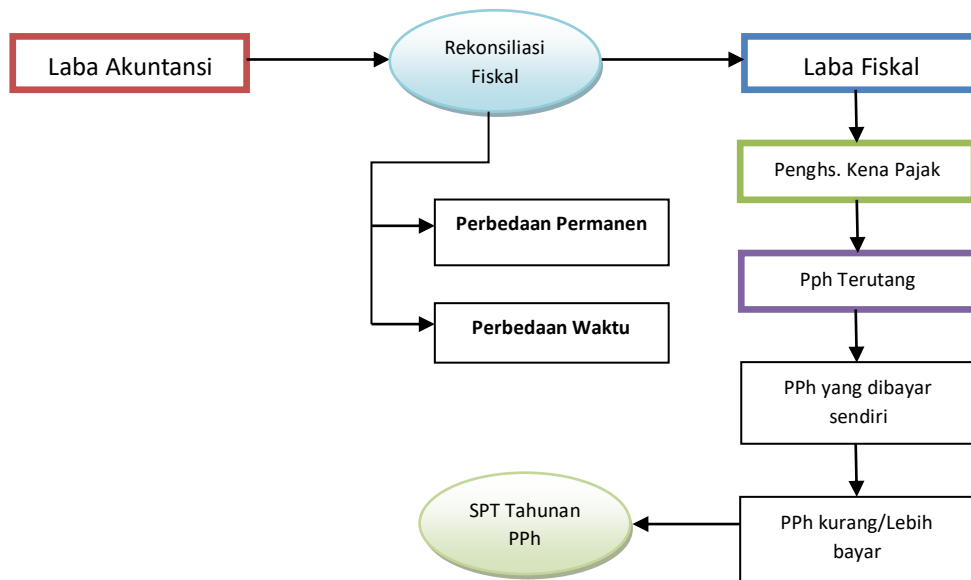 Laba Akuntansi
Rekonsiliasi
Fiskal
Laba Fiskal
Penghs. Kena Pajak
Perbedaan Permanen
Pph Terutang
Perbedaan Waktu
PPh yang dibayar
sendiri
SPT Tahunan
PPh
PPh kurang/Lebih
bayar